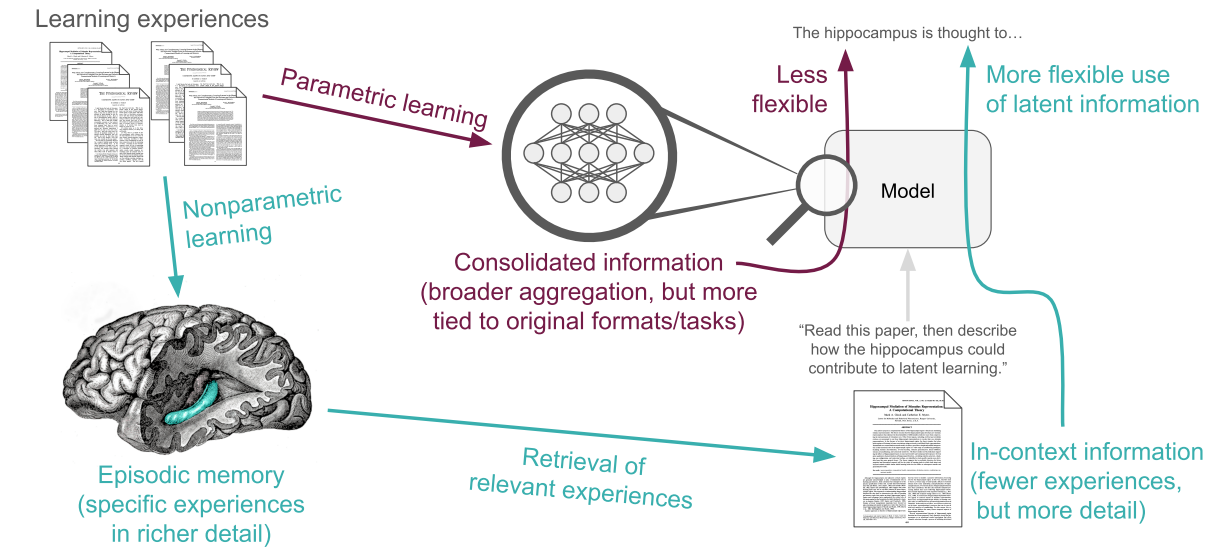 Learning experiences
Parametric learning
Nonparametric
learning
Episodic memory
(specific experiences
in richer detail)
Retrieval of
relevant experiences
Consolidated information
(broader aggregation, but more
tied to original formats/tasks)
The hippocampus is thought to…
Less
flexible
More flexible use
of latent information
Model
“Read this paper, then describe
how the hippocampus could
contribute to latent learning.”
In-context information
(fewer experiences,
but more detail)